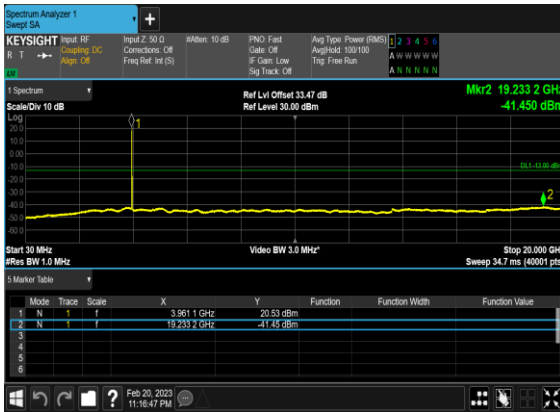 Spectrum Analyzer 1
Swept SA
+
KEYSIGHT
R T
Input: RF
Coupling: DC
Align: Off
Input Z: 50 Ω
Corrections: Off
Freq Ref: Int (S)
#Atten: 10 dB
PNO: Fast
Gate: Off
IF Gain: Low
Sig Track: Off
Avg Type: Power (RMS)
Avg|Hold: 100/100
Trig: Free Run
1 2 3 4 5 6
A W W W W W
A N N N N N
1 Spectrum
Scale/Div 10 dB
Ref Lvl Offset 33.47 dB
Ref Level 30.00 dBm
Mkr2 19.233 2 GHz
-41.450 dBm
Log
20.0
10.0
0.00
-10.0
-20.0
-30.0
-40.0
-50.0
-60.0
1
DL1 -13.00 dBm
2
Start 30 MHz
#Res BW 1.0 MHz
Video BW 3.0 MHz*
Stop 20.000 GH
Sweep 34.7 ms (40001 pts
5 Marker Table
Mode Trace Scale X Y Function Function Width Function Value
1 N 1 f 3.961 1 GHz 20.53 dBm
2 N 1 f 19.233 2 GHz -41.45 dBm
3
4
5
6
?
Feb 20, 2023
11:16:47 PM